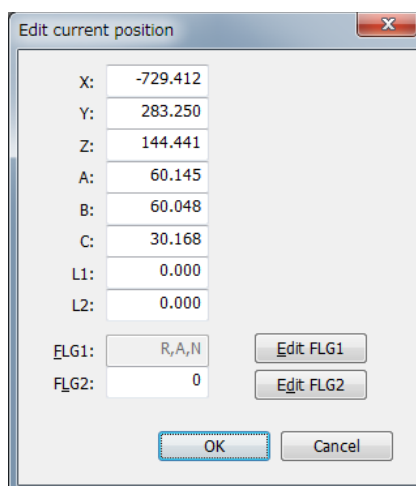 Edit current position
X: -729.412
Y: 283.250
Z: 144.441
A: 60.145
B: 60.048
C: 30.168
L1: 0.000
L2: 0.000
FLG1: R,A,N Edit FLG1
FLG2: 0 Edit FLG2
OK Cancel